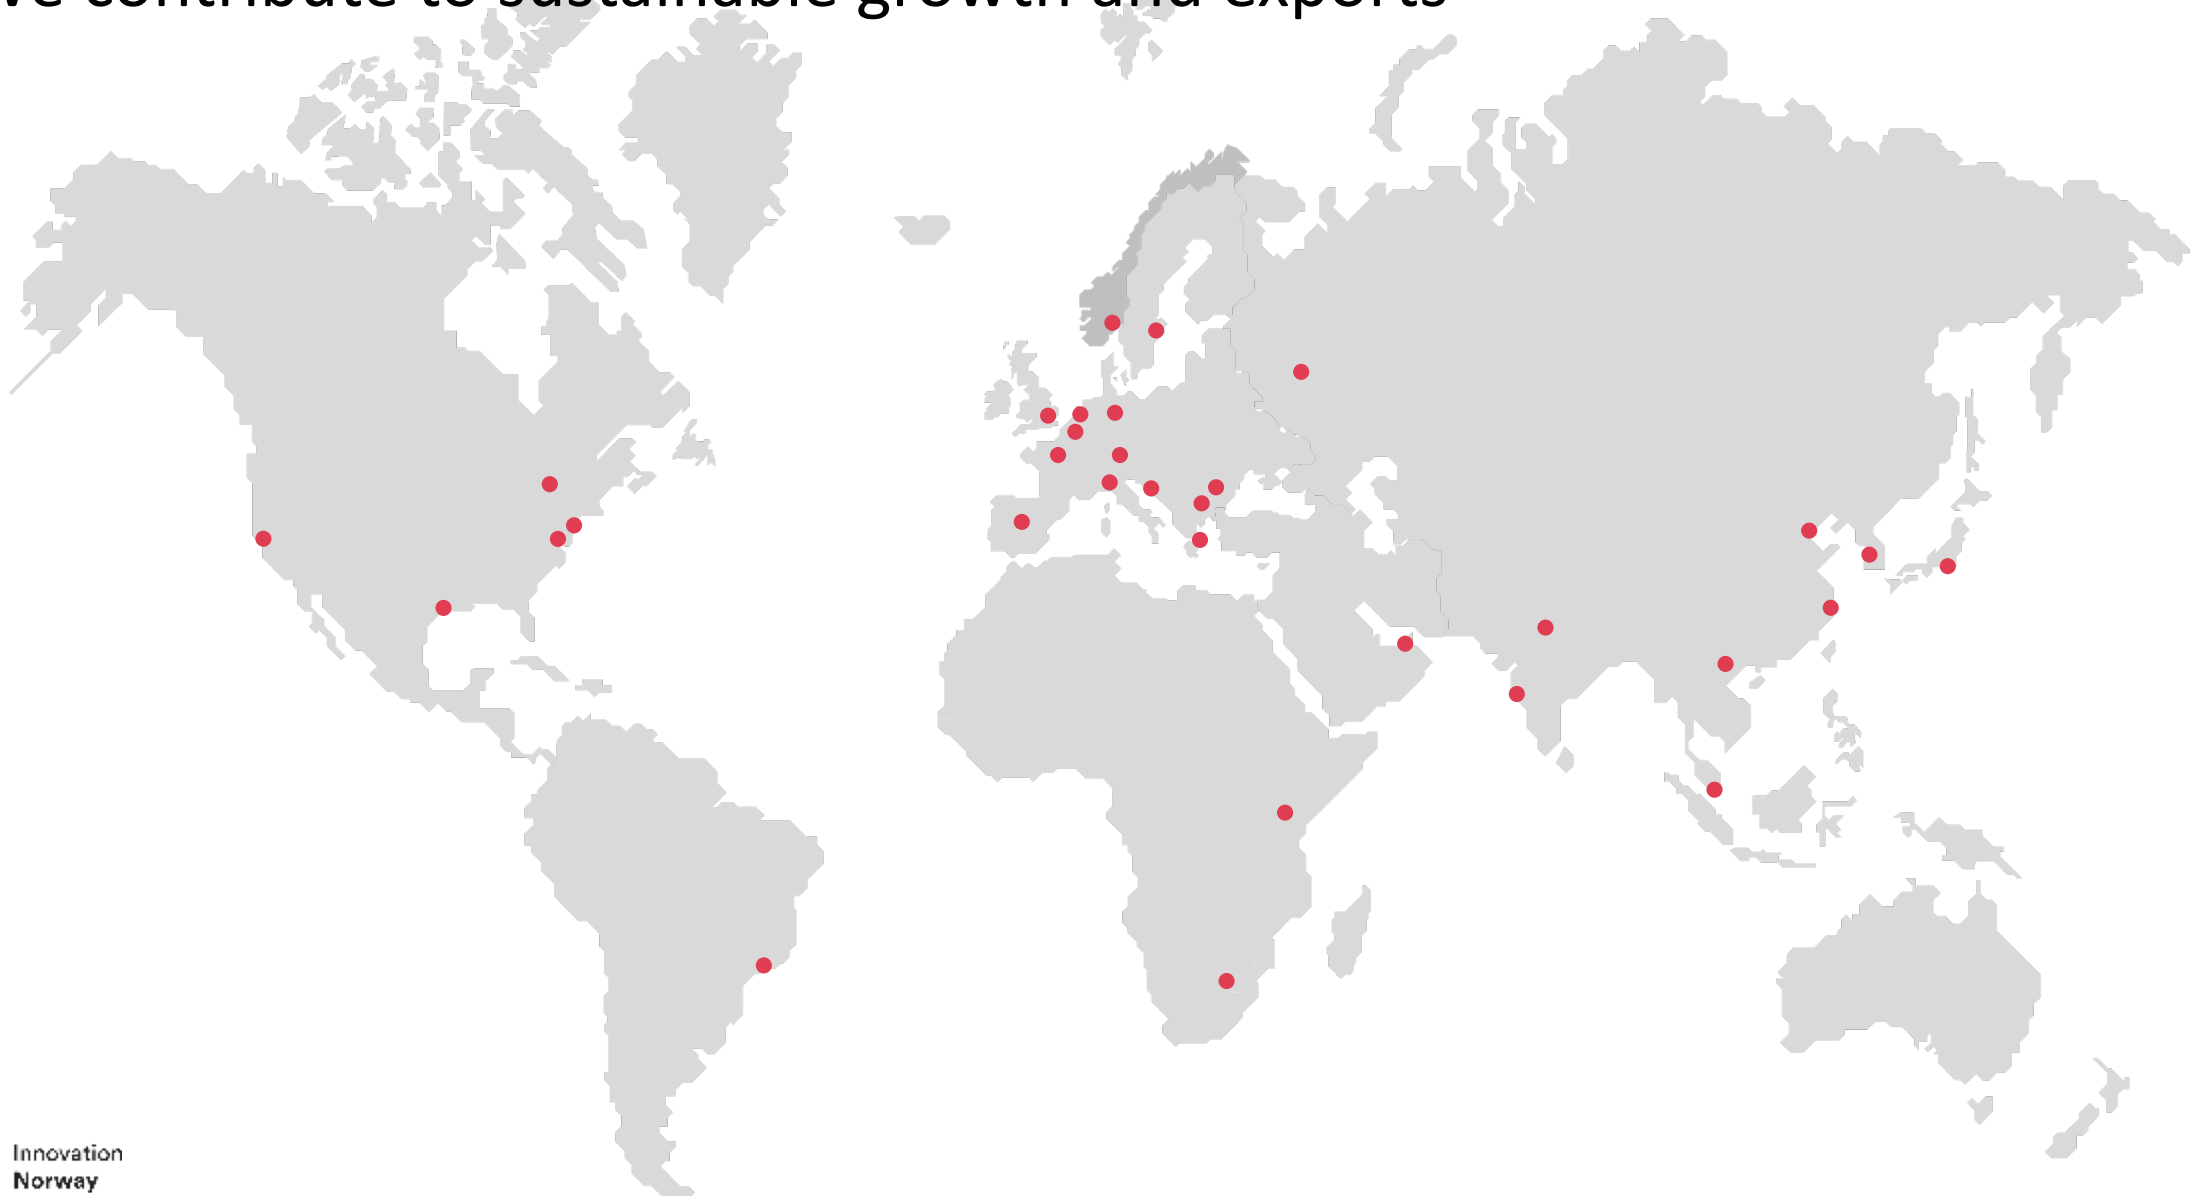 contribute to sustainable growth and exports
Innovation
Norway